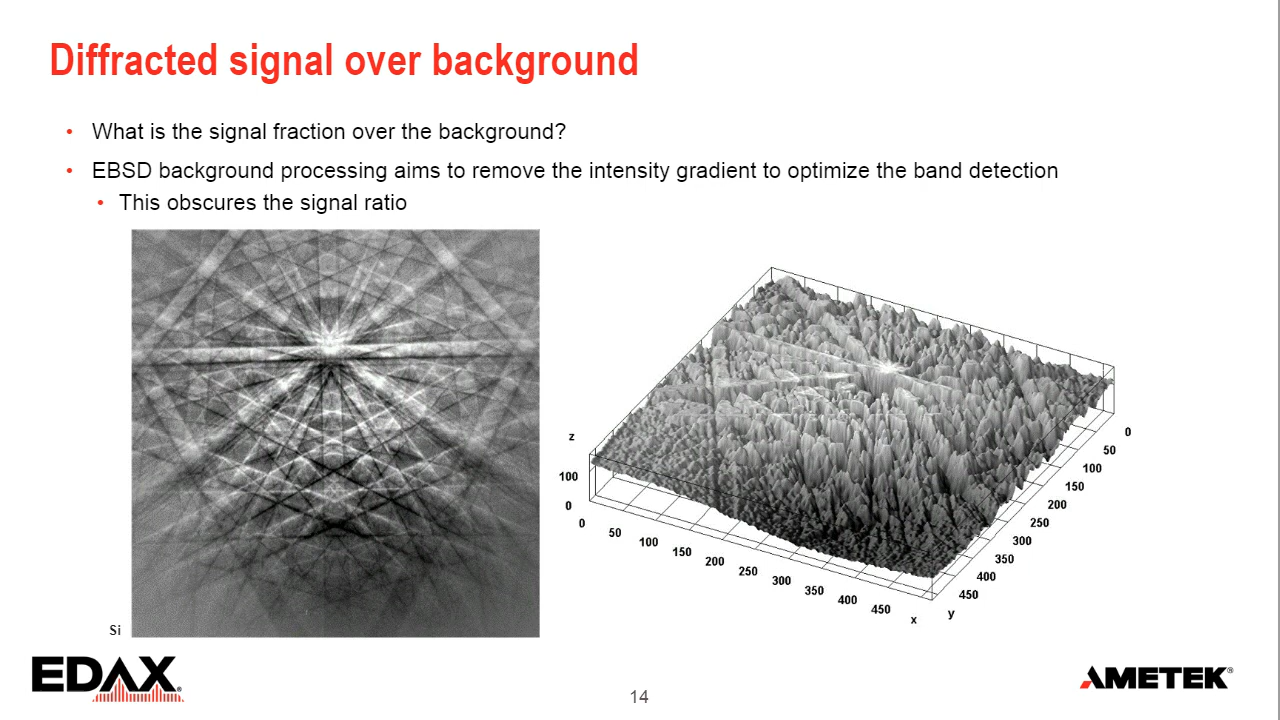 Diffracted signal over background
• What is the signal fraction over the background?
• EBSD background processing aims to remove the intensity gradient to optimize the band detection
• This obscures the signal ratio
z
100
0
0
50
100
150
200
250
300
350
400
450
x
0
50
100
150
200
250
300
350
400
450
y
Si
EDAX®
14
AMETEK®